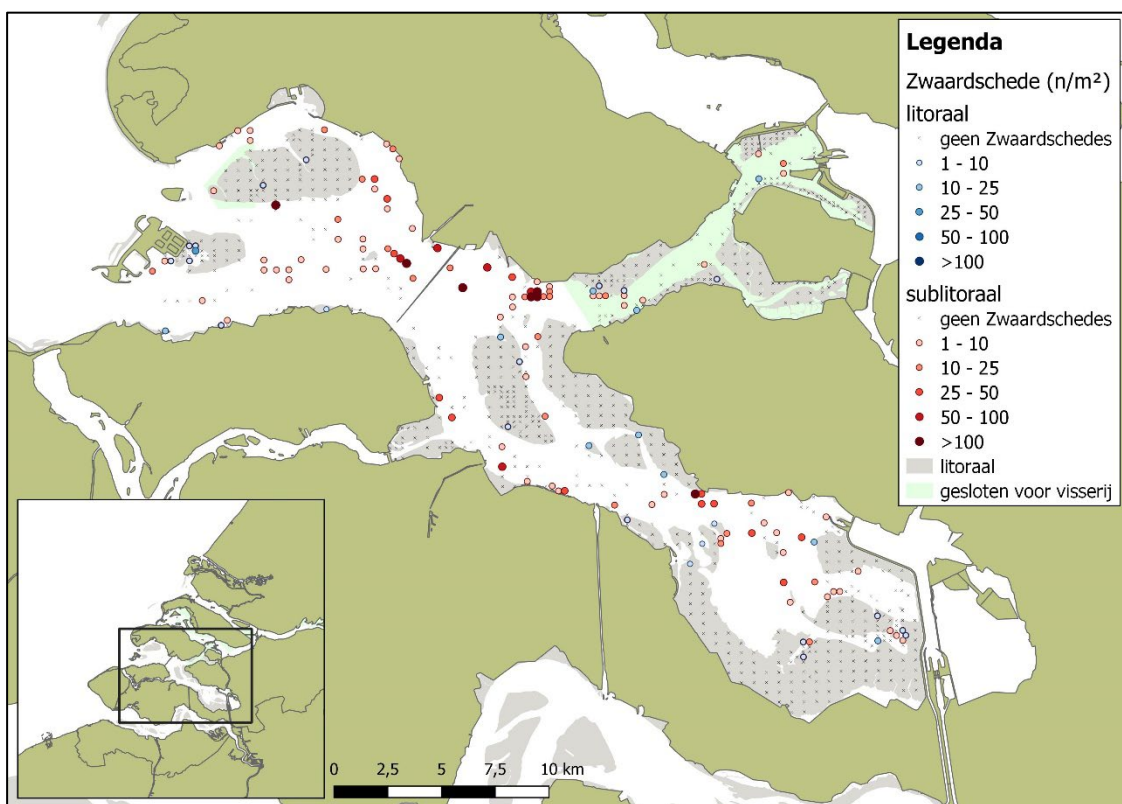 Legenda
Zwaardschede (n/m²)
litoraal
geen Zwaardschedes
1 - 10
10 - 25
25 - 50
50 - 100
>100
sublitoraal
geen Zwaardschedes
1 - 10
10 - 25
25 - 50
50 - 100
>100
litoraal
gesloten voor visserij
0 2,5 5 7,5 10 km